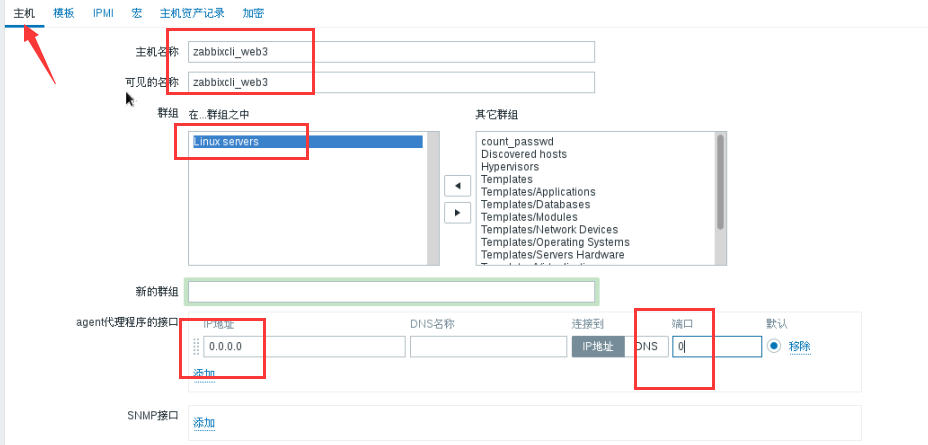 主机 模板 IPMI 宏 主机资产记录 加密
主机名称 zabbixcli_web3
可见的名称 zabbixcli_web3
群组 在...群组之中 其它群组
Linux servers
count_passwd
Discovered hosts
Hypervisors
Templates
Templates/Applications
Templates/Databases
Templates/Modules
Templates/Network Devices
Templates/Operating Systems
Templates/Servers Hardware
新的群组
agent代理程序的接口 IP地址 DNS名称 连接到 端口 默认
0.0.0.0 IP地址 DNS 0 移除
添加
SNMP接口 添加